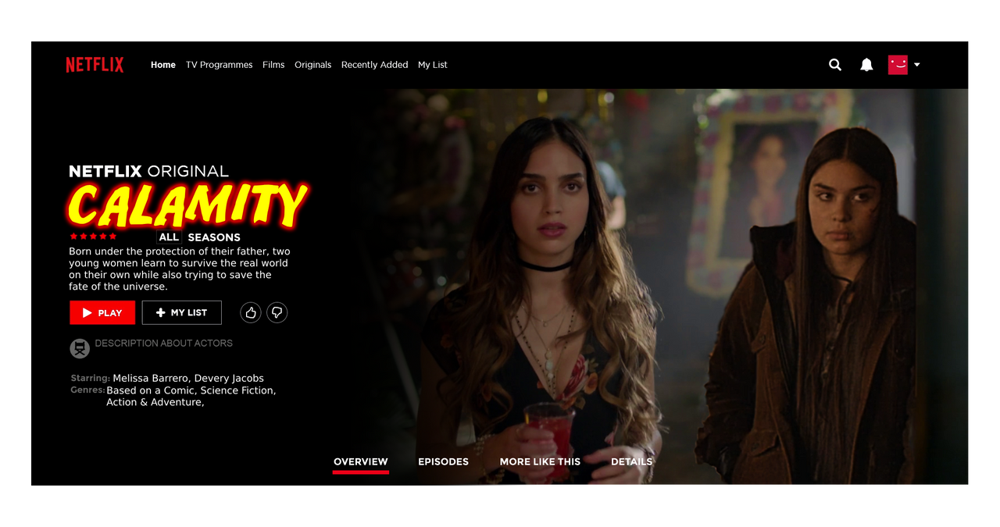 NETFLIX Home TV Programmes Films Originals Recently Added My List
NETFLIX ORIGINAL
CALAMITY
ALL SEASONS
Born under the protection of their father, two
young women learn to survive the real world
on their own while also trying to save the
fate of the universe.
PLAY MY LIST
DESCRIPTION ABOUT ACTORS
Starring: Melissa Barrero, Devery Jacobs
Genres: Based on a Comic, Science Fiction,
Action & Adventure,
OVERVIEW EPISODES MORE LIKE THIS DETAILS